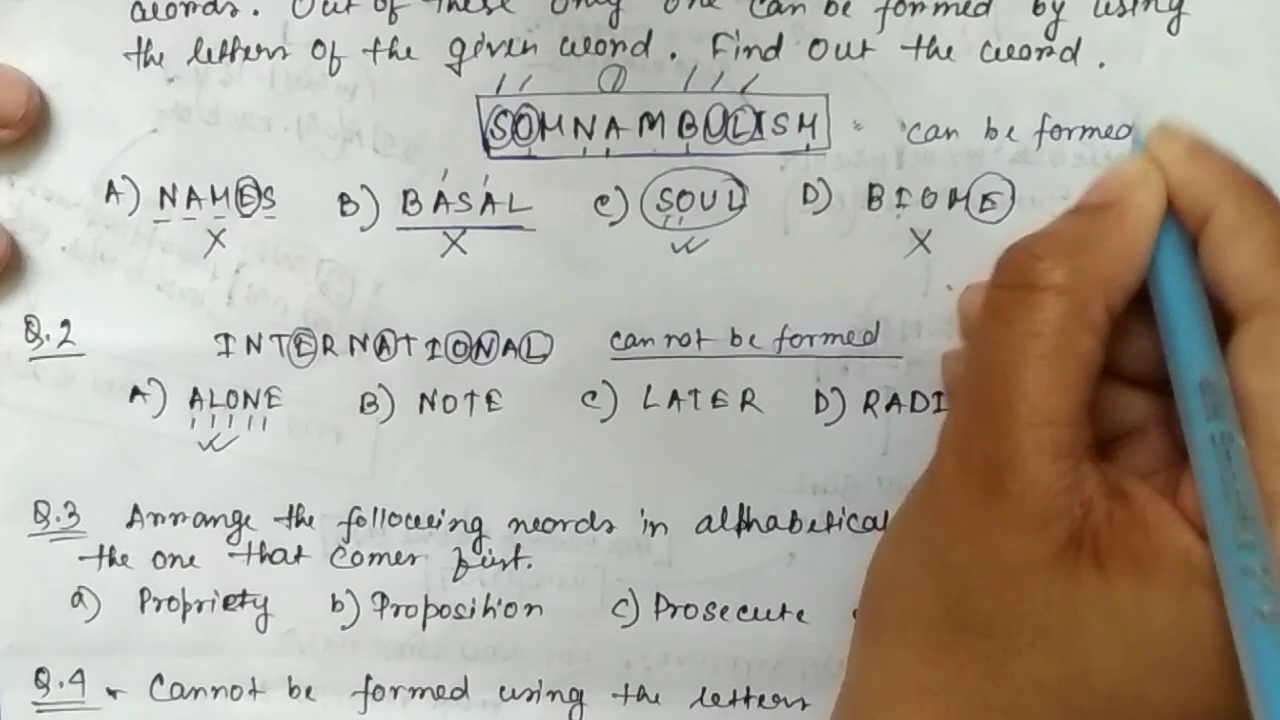 words. Out of these only one can be formed by using
the letters of the given word. Find out the word.
SOMNAMBULISM = can be formed
A) NAMES B) BASAL C) SOUL D) BIOME
Q.2 INTERNATIONAL cannot be formed
A) ALONE B) NOTE C) LATER D) RADI
Q.3 Arrange the following words in alphabetical
the one that comes first.
a) Propriety b) Proposition c) Prosecute
Q.4 Cannot be formed using the letters